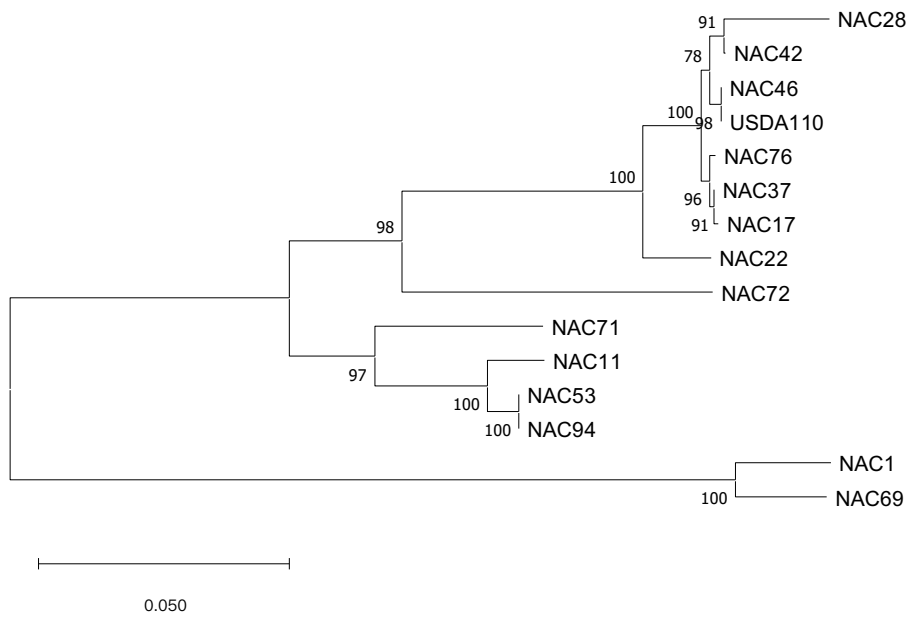 91 NAC28
78 NAC42
NAC46
100
98 USDA110
NAC76
100
96 NAC37
91 NAC17
98
NAC22
NAC72
NAC71
NAC11
97
100 NAC53
100 NAC94
NAC1
100 NAC69
0.050